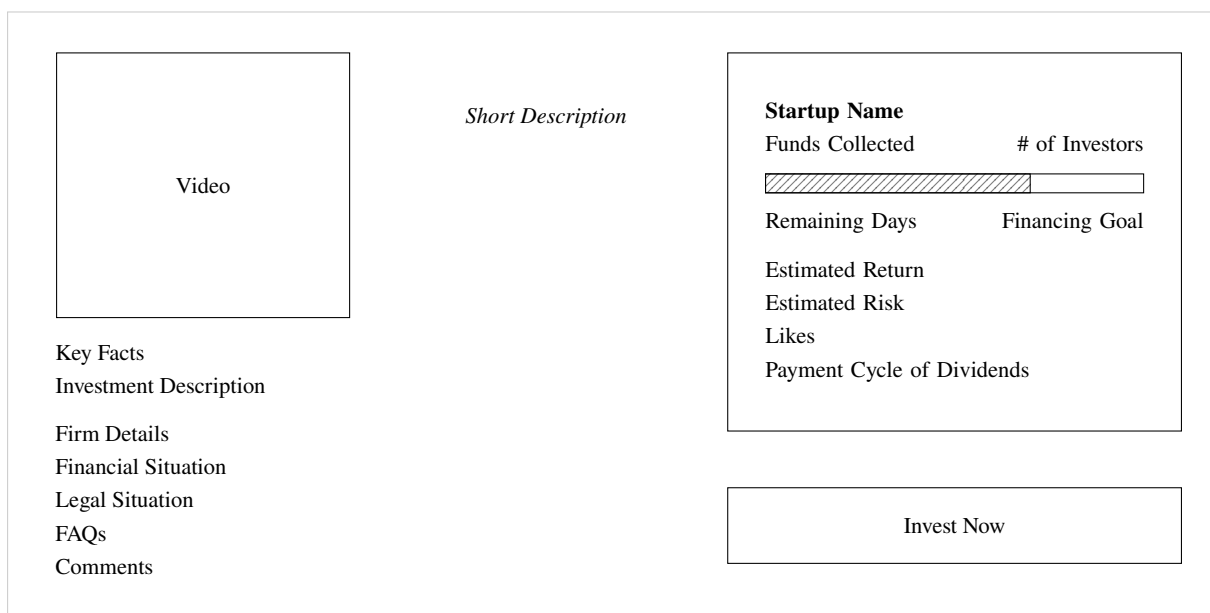 Video
Key Facts
Investment Description
Firm Details
Financial Situation
Legal Situation
FAQs
Comments
Short Description
Startup Name
Funds Collected # of Investors
Remaining Days Financing Goal
Estimated Return
Estimated Risk
Likes
Payment Cycle of Dividends
Invest Now